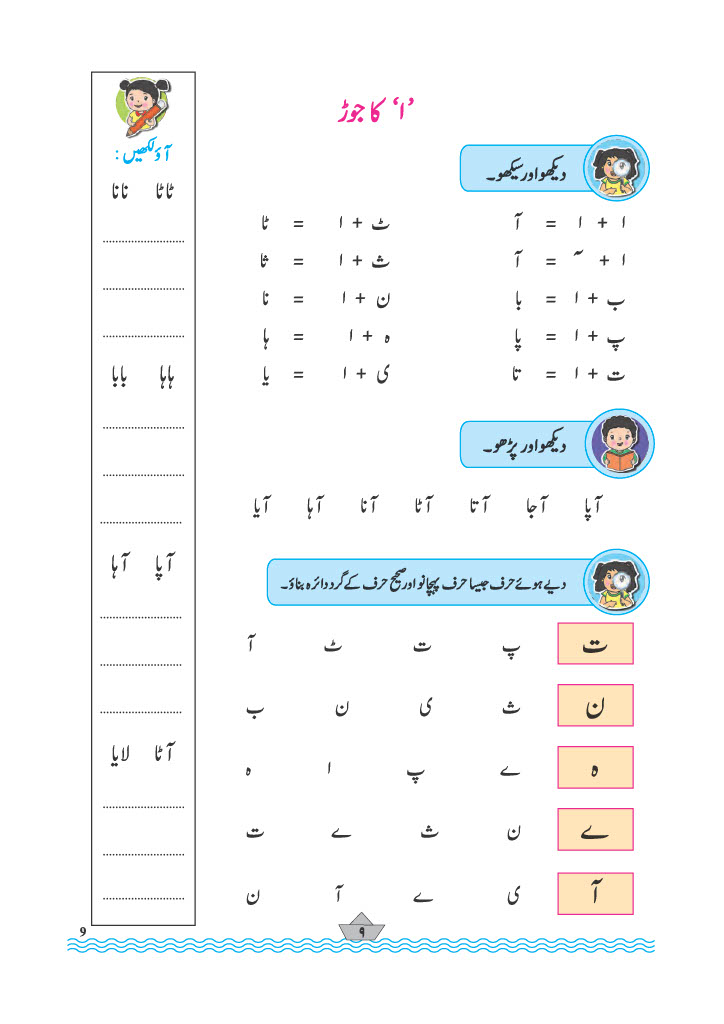 ’ا‘ کا جوڑ
دیکھو اور سیکھو۔
ا + ا = آ
ا + ٓ = آ
ب + ا = با
پ + ا = پا
ت + ا = تا
ٹ + ا = ٹا
ث + ا = ثا
ن + ا = نا
ہ + ا = ہا
ی + ا = یا
دیکھو اور پڑھو۔
آپا آجا آتا آٹا آنا آہا آیا
دیے ہوئے حرف جیسا حرف پہچانو اور صحیح حرف کے گرد دائرہ بناؤ۔
ت پ ت ٹ آ
ن ث ی ن ب
ہ ے پ ا ہ
ے ن ث ے ت
آ ی ے آ ن
آؤ لکھیں :
ٹاٹا نانا
ہاہا بابا
آپا آہا
آٹا لایا
۹
9